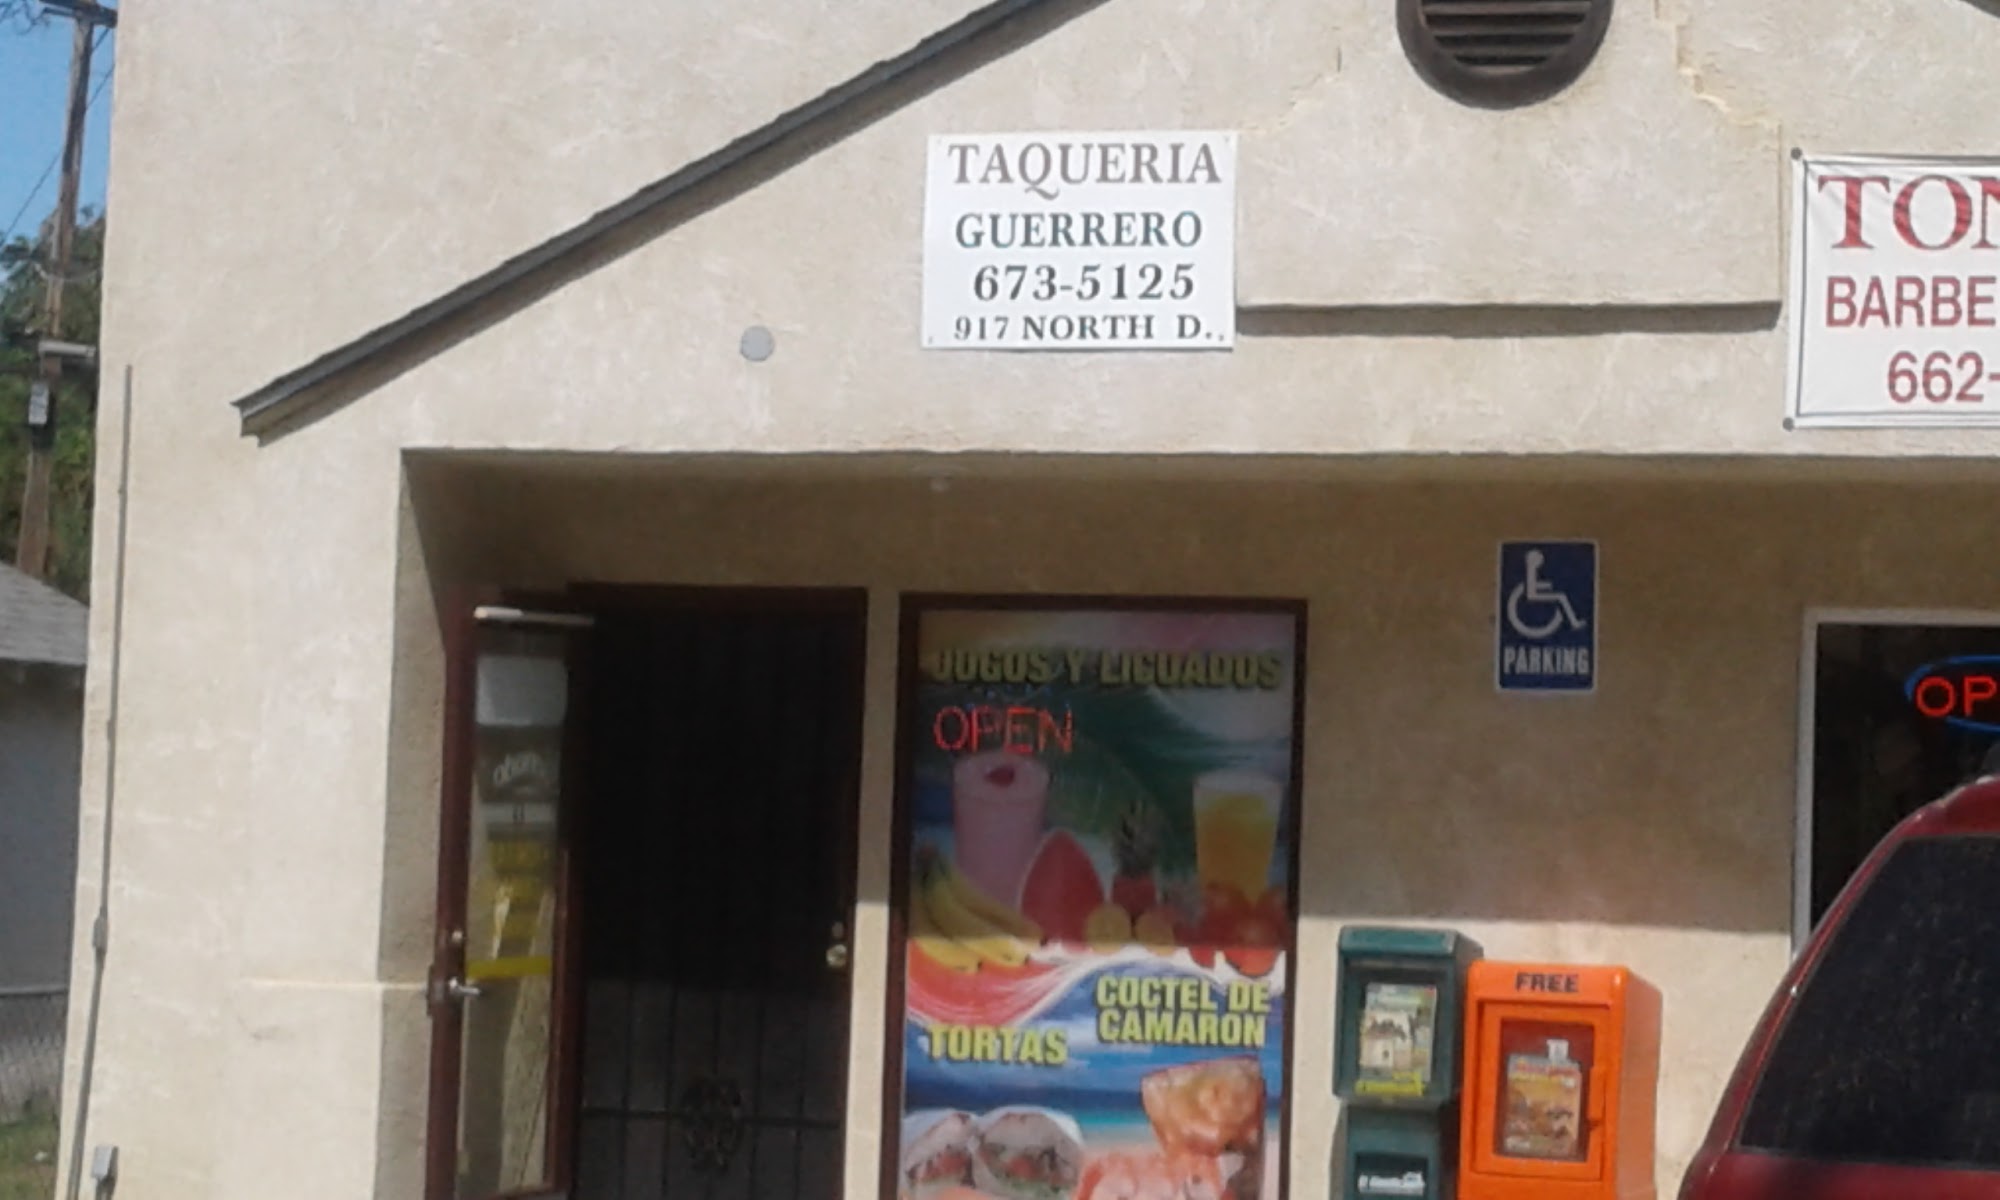 TAQUERIA
GUERRERO
673-5125
917 NORTH D.,
TON
BARBE
662-
PARKING
JUGOS Y LICUADOS
OPEN
OP
COCTEL DE
CAMARON
TORTAS
FREE